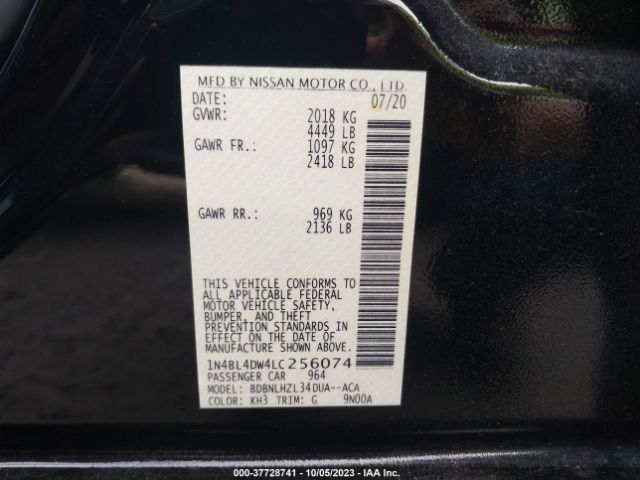 MFD BY NISSAN MOTOR CO., LTD.
DATE: 07/20
GVWR: 2018 KG
4449 LB
GAWR FR.: 1097 KG
2418 LB
GAWR RR.: 969 KG
2136 LB
THIS VEHICLE CONFORMS TO
ALL APPLICABLE FEDERAL
MOTOR VEHICLE SAFETY,
BUMPER, AND THEFT
PREVENTION STANDARDS IN
EFFECT ON THE DATE OF
MANUFACTURE SHOWN ABOVE.
1N4BL4DW4LC256074
PASSENGER CAR 964
MODEL: BDBNLHZL34DUA--ACA
COLOR: KH3 TRIM: G 9N00A
000-37728741 - 10/05/2023 - IAA Inc.